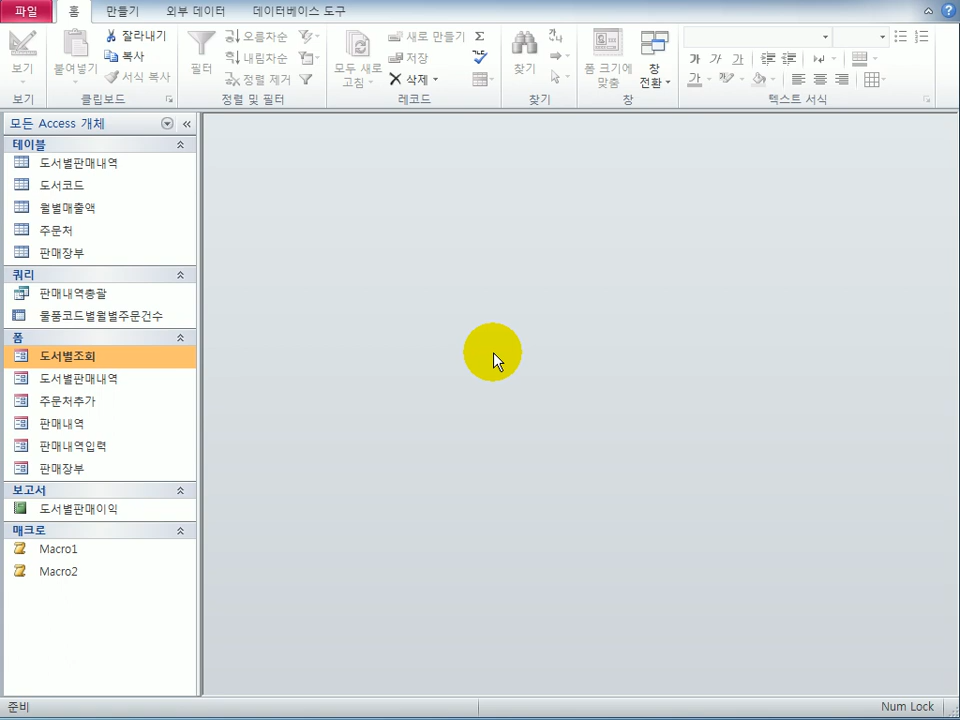 파일 홈 만들기 외부 데이터 데이터베이스 도구
보기
붙여넣기
잘라내기
복사
서식 복사
필터
오름차순
내림차순
정렬 제거
모두 새로
고침
새로 만들기
저장
삭제
찾기
폼 크기에
맞춤
창
전환
가 가 가
가
보기 클립보드 정렬 및 필터 레코드 찾기 창 텍스트 서식
모든 Access 개체
테이블
도서별판매내역
도서코드
월별매출액
주문처
판매장부
쿼리
판매내역총괄
물품코드별월별주문건수
폼
도서별조회
도서별판매내역
주문처추가
판매내역
판매내역입력
판매장부
보고서
도서별판매이익
매크로
Macro1
Macro2
준비 Num Lock